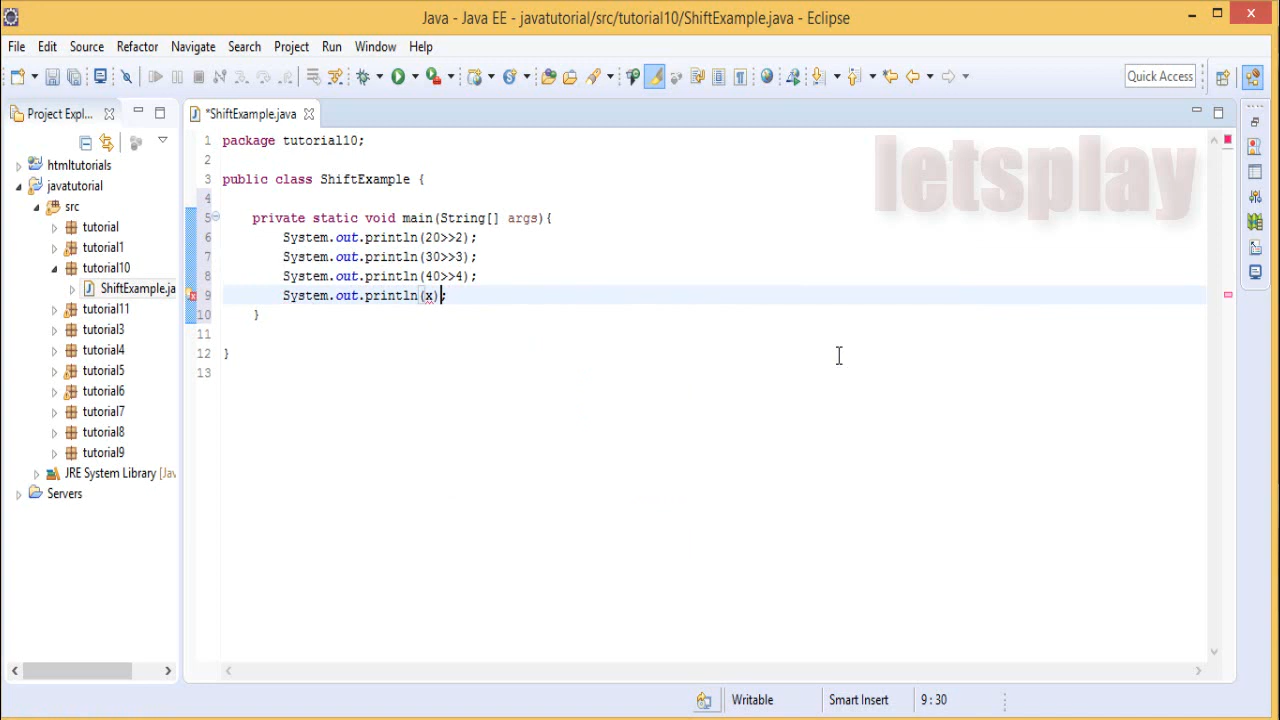 Java - Java EE - javatutorial/src/tutorial10/ShiftExample.java - Eclipse
File Edit Source Refactor Navigate Search Project Run Window Help
Quick Access
Project Expl...
*ShiftExample.java
htmltutorials
javatutorial
src
tutorial
tutorial1
tutorial10
ShiftExample.ja
tutorial11
tutorial3
tutorial4
tutorial5
tutorial6
tutorial7
tutorial8
tutorial9
JRE System Library [Jav
Servers
letsplay
1 package tutorial10;
2
3 public class ShiftExample {
4
5 private static void main(String[] args){
6 System.out.println(20>>2);
7 System.out.println(30>>3);
8 System.out.println(40>>4);
9 System.out.println(x);
10 }
11
12 }
13
Writable Smart Insert 9 : 30